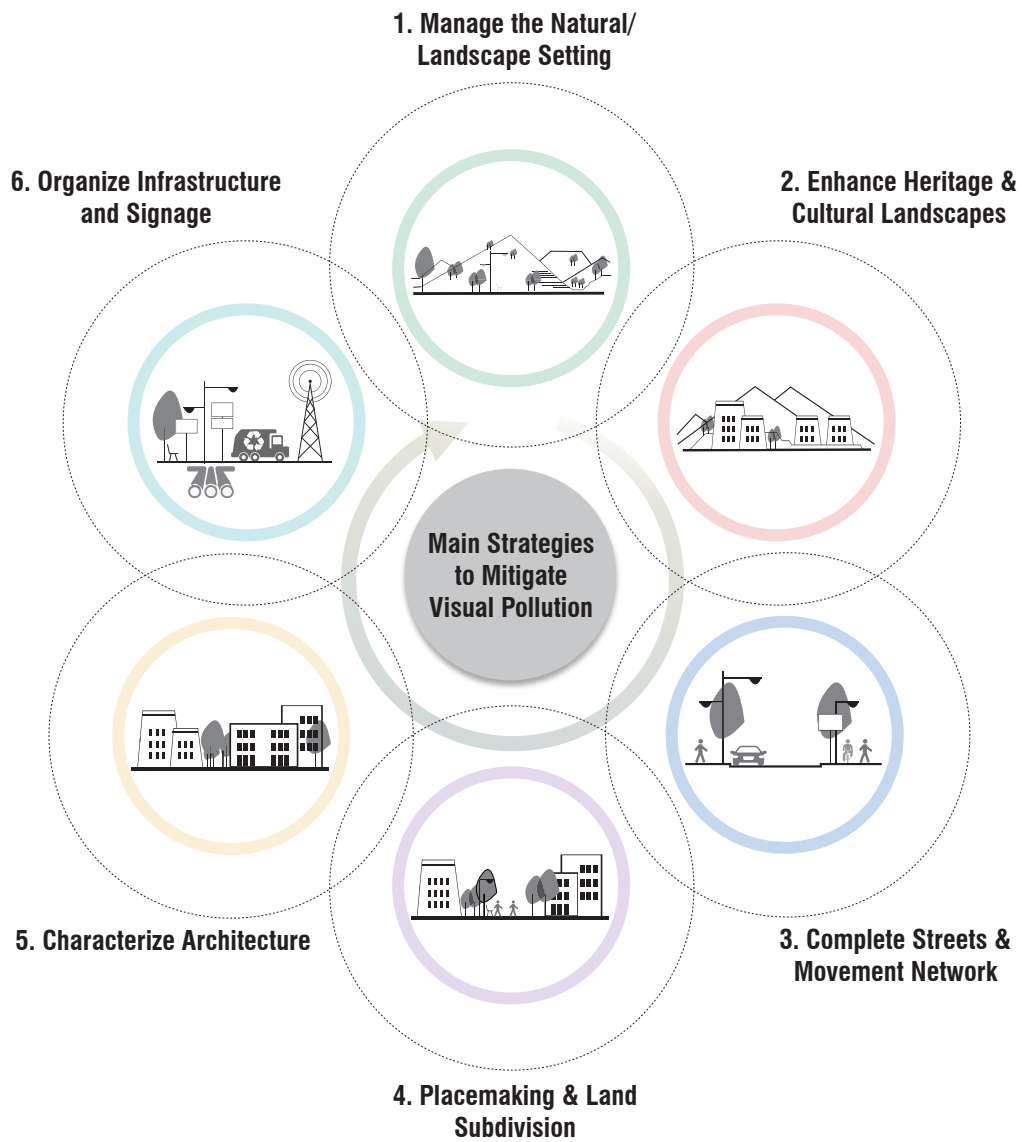 1. Manage the Natural/
Landscape Setting
6. Organize Infrastructure
and Signage
2. Enhance Heritage &
Cultural Landscapes
Main Strategies
to Mitigate
Visual Pollution
5. Characterize Architecture
3. Complete Streets &
Movement Network
4. Placemaking & Land
Subdivision